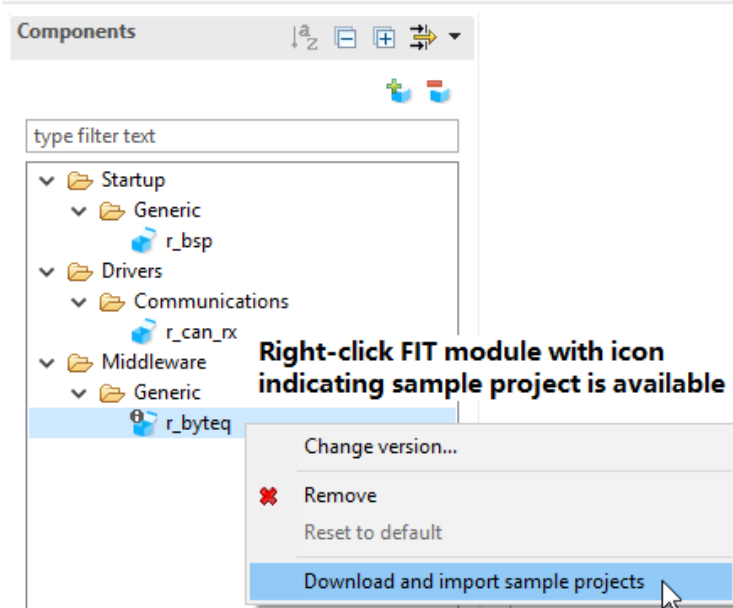 Components
type filter text
Startup
Generic
r_bsp
Drivers
Communications
r_can_rx
Middleware
Generic
r_byteq
Right-click FIT module with icon
indicating sample project is available
Change version...
Remove
Reset to default
Download and import sample projects